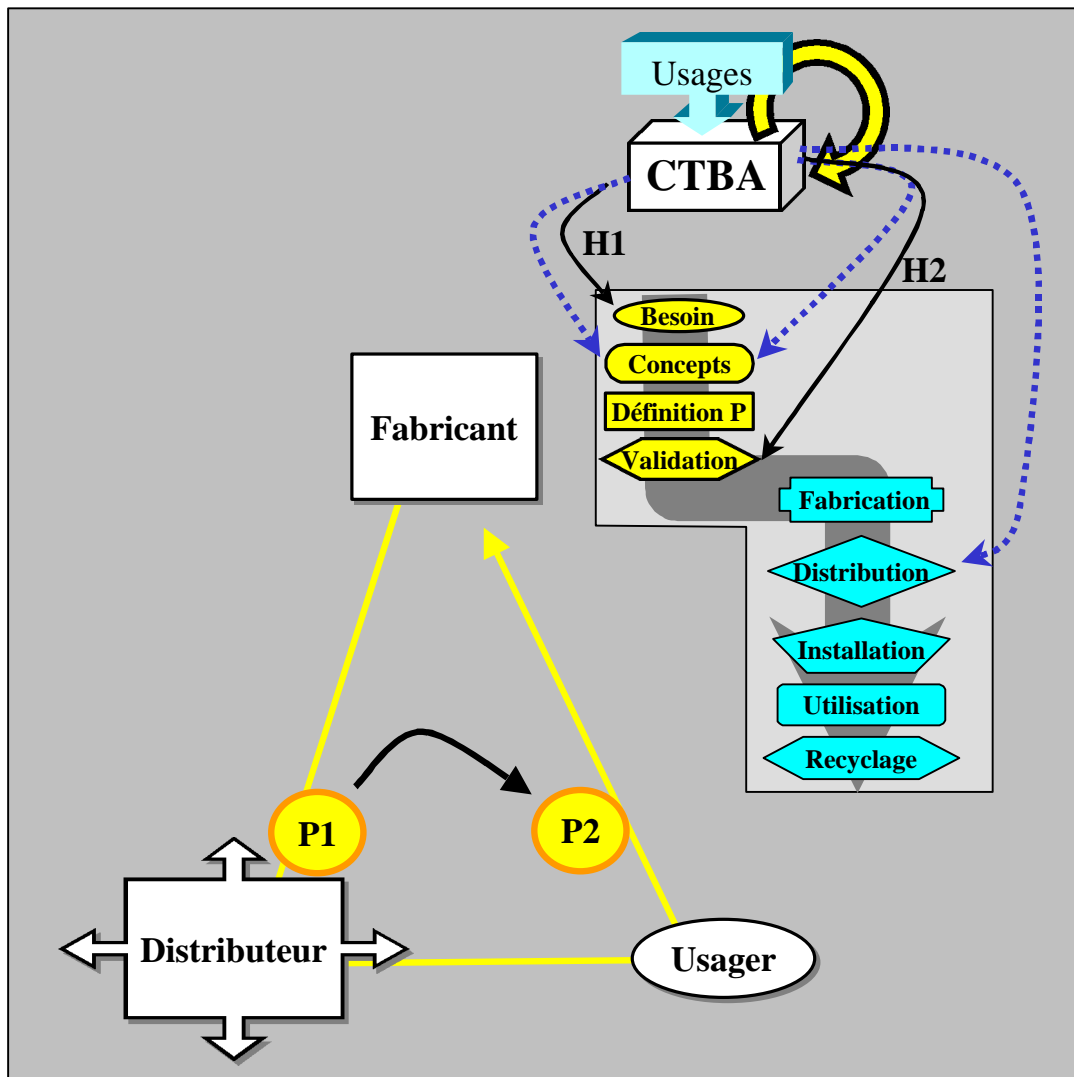 Usages
CTBA
H1
H2
Besoin
Concepts
Définition P
Validation
Fabricant
Fabrication
Distribution
Installation
Utilisation
Recyclage
P1
P2
Distributeur
Usager